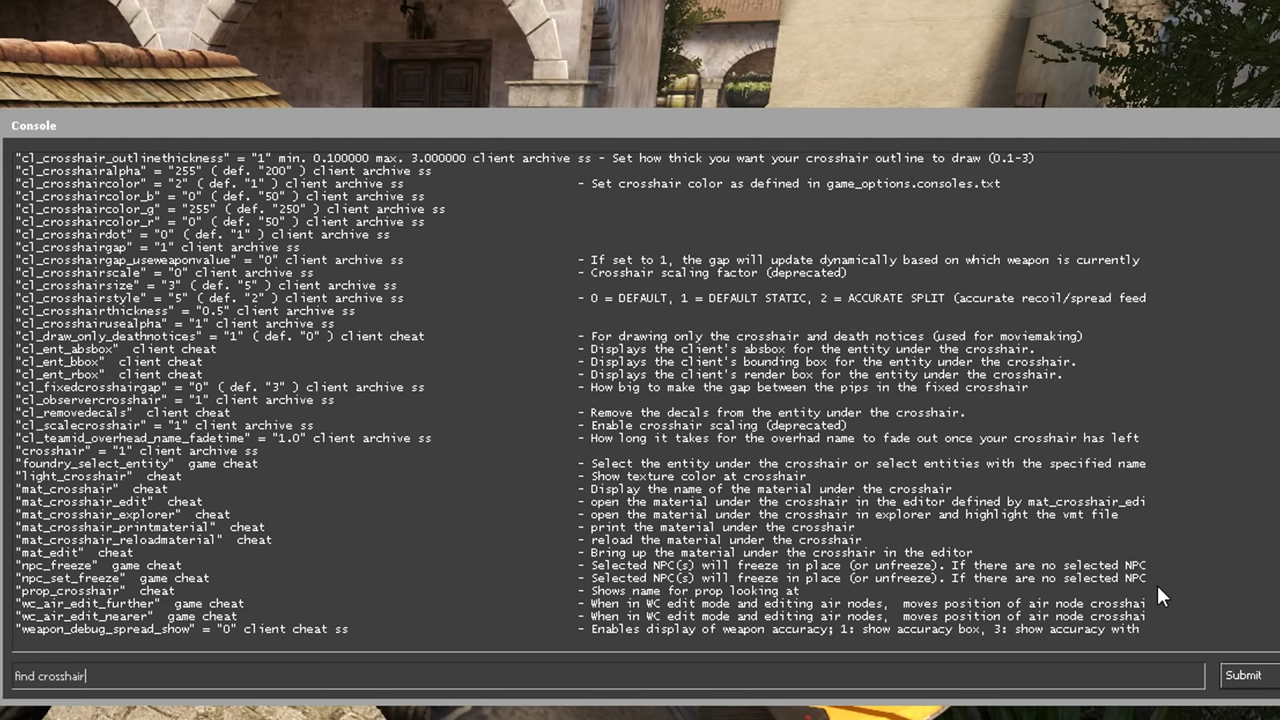 Console
"cl_crosshair_outlinethickness" = "1" min. 0.100000 max. 3.000000 client archive ss - Set how thick you want your crosshair outline to draw (0.1-3)
"cl_crosshairalpha" = "255" ( def. "200" ) client archive ss
"cl_crosshaircolor" = "2" ( def. "1" ) client archive ss - Set crosshair color as defined in game_options.consoles.txt
"cl_crosshaircolor_b" = "0" ( def. "50" ) client archive ss
"cl_crosshaircolor_g" = "255" ( def. "250" ) client archive ss
"cl_crosshaircolor_r" = "0" ( def. "50" ) client archive ss
"cl_crosshairdot" = "0" ( def. "1" ) client archive ss
"cl_crosshairgap" = "1" client archive ss
"cl_crosshairgap_useweaponvalue" = "0" client archive ss - If set to 1, the gap will update dynamically based on which weapon is currently
"cl_crosshairscale" = "0" client archive ss - Crosshair scaling factor (deprecated)
"cl_crosshairsize" = "3" ( def. "5" ) client archive ss
"cl_crosshairstyle" = "5" ( def. "2" ) client archive ss - 0 = DEFAULT, 1 = DEFAULT STATIC, 2 = ACCURATE SPLIT (accurate recoil/spread feed
"cl_crosshairthickness" = "0.5" client archive ss
"cl_crosshairusealpha" = "1" client archive ss
"cl_draw_only_deathnotices" = "1" ( def. "0" ) client cheat - For drawing only the crosshair and death notices (used for moviemaking)
"cl_ent_absbox" client cheat - Displays the client's absbox for the entity under the crosshair.
"cl_ent_bbox" client cheat - Displays the client's bounding box for the entity under the crosshair.
"cl_ent_rbox" client cheat - Displays the client's render box for the entity under the crosshair.
"cl_fixedcrosshairgap" = "0" ( def. "3" ) client archive ss - How big to make the gap between the pips in the fixed crosshair
"cl_observercrosshair" = "1" client archive ss
"cl_removedecals" client cheat - Remove the decals from the entity under the crosshair.
"cl_scalecrosshair" = "1" client archive ss - Enable crosshair scaling (deprecated)
"cl_teamid_overhead_name_fadetime" = "1.0" client archive ss - How long it takes for the overhad name to fade out once your crosshair has left
"crosshair" = "1" client archive ss
"foundry_select_entity" game cheat - Select the entity under the crosshair or select entities with the specified name
"light_crosshair" cheat - Show texture color at crosshair
"mat_crosshair" cheat - Display the name of the material under the crosshair
"mat_crosshair_edit" cheat - open the material under the crosshair in the editor defined by mat_crosshair_edi
"mat_crosshair_explorer" cheat - open the material under the crosshair in explorer and highlight the vmt file
"mat_crosshair_printmaterial" cheat - print the material under the crosshair
"mat_crosshair_reloadmaterial" cheat - reload the material under the crosshair
"mat_edit" cheat - Bring up the material under the crosshair in the editor
"npc_freeze" game cheat - Selected NPC(s) will freeze in place (or unfreeze). If there are no selected NPC
"npc_set_freeze" game cheat - Selected NPC(s) will freeze in place (or unfreeze). If there are no selected NPC
"prop_crosshair" cheat - Shows name for prop looking at
"wc_air_edit_further" game cheat - When in WC edit mode and editing air nodes, moves position of air node crosshai
"wc_air_edit_nearer" game cheat - When in WC edit mode and editing air nodes, moves position of air node crosshai
"weapon_debug_spread_show" = "0" client cheat ss - Enables display of weapon accuracy; 1: show accuracy box, 3: show accuracy with
find crosshair
Submit